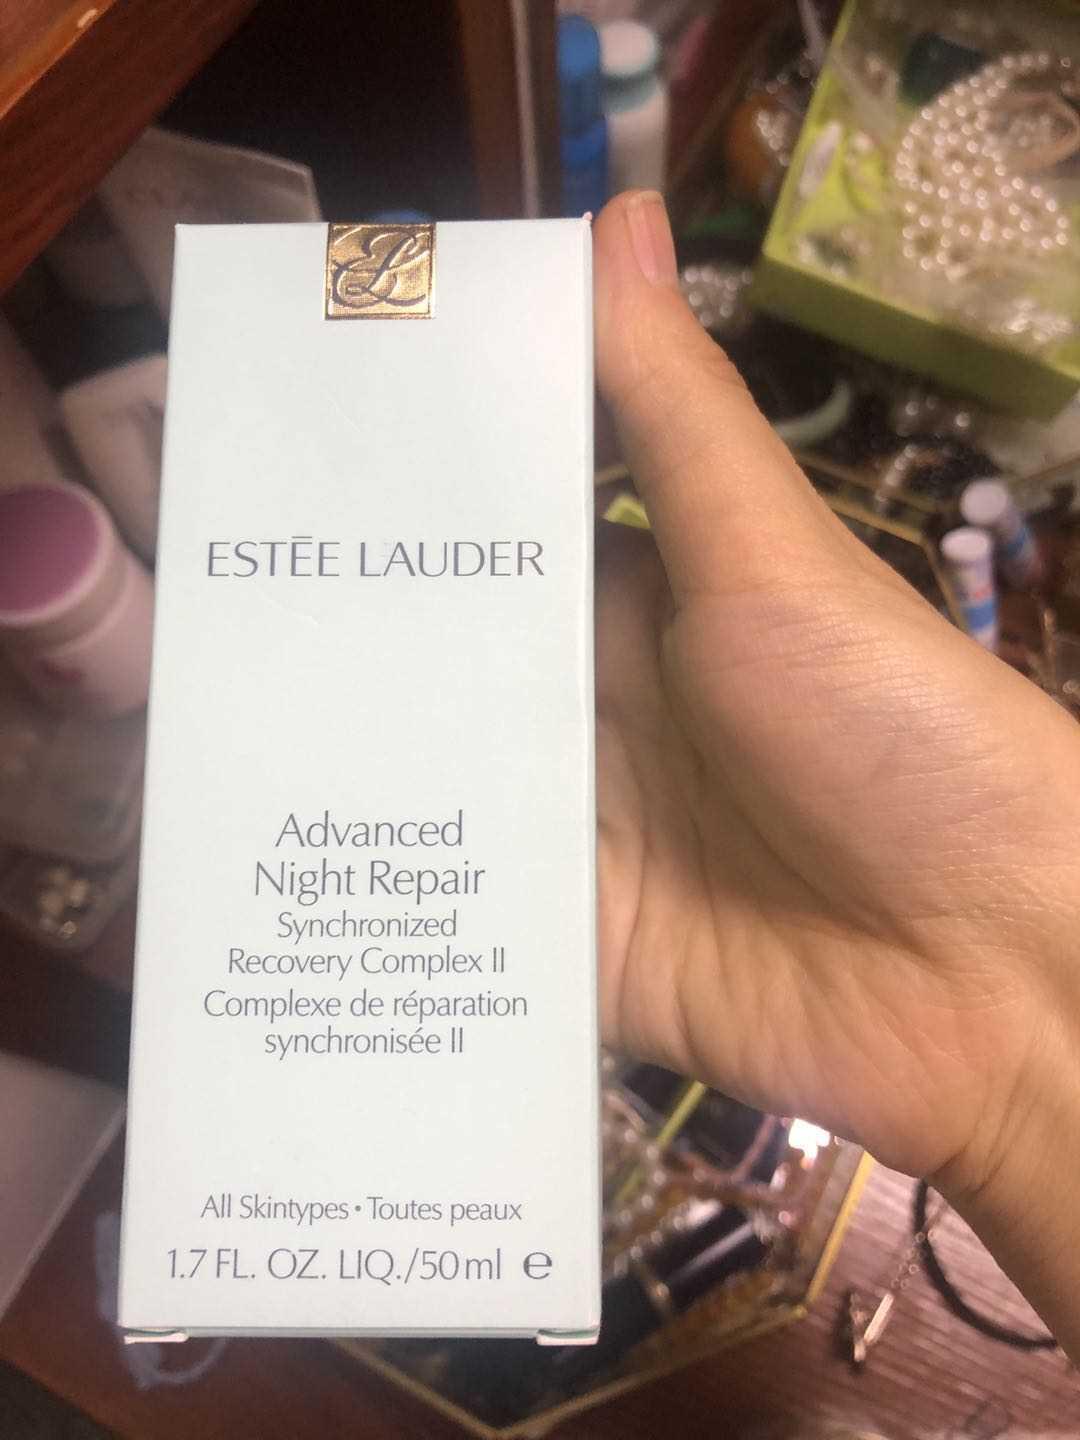 ESTĒE LAUDER
Advanced
Night Repair
Synchronized
Recovery Complex II
Complexe de réparation
synchronisée II
All Skintypes • Toutes peaux
1.7 FL. OZ. LIQ./50ml e